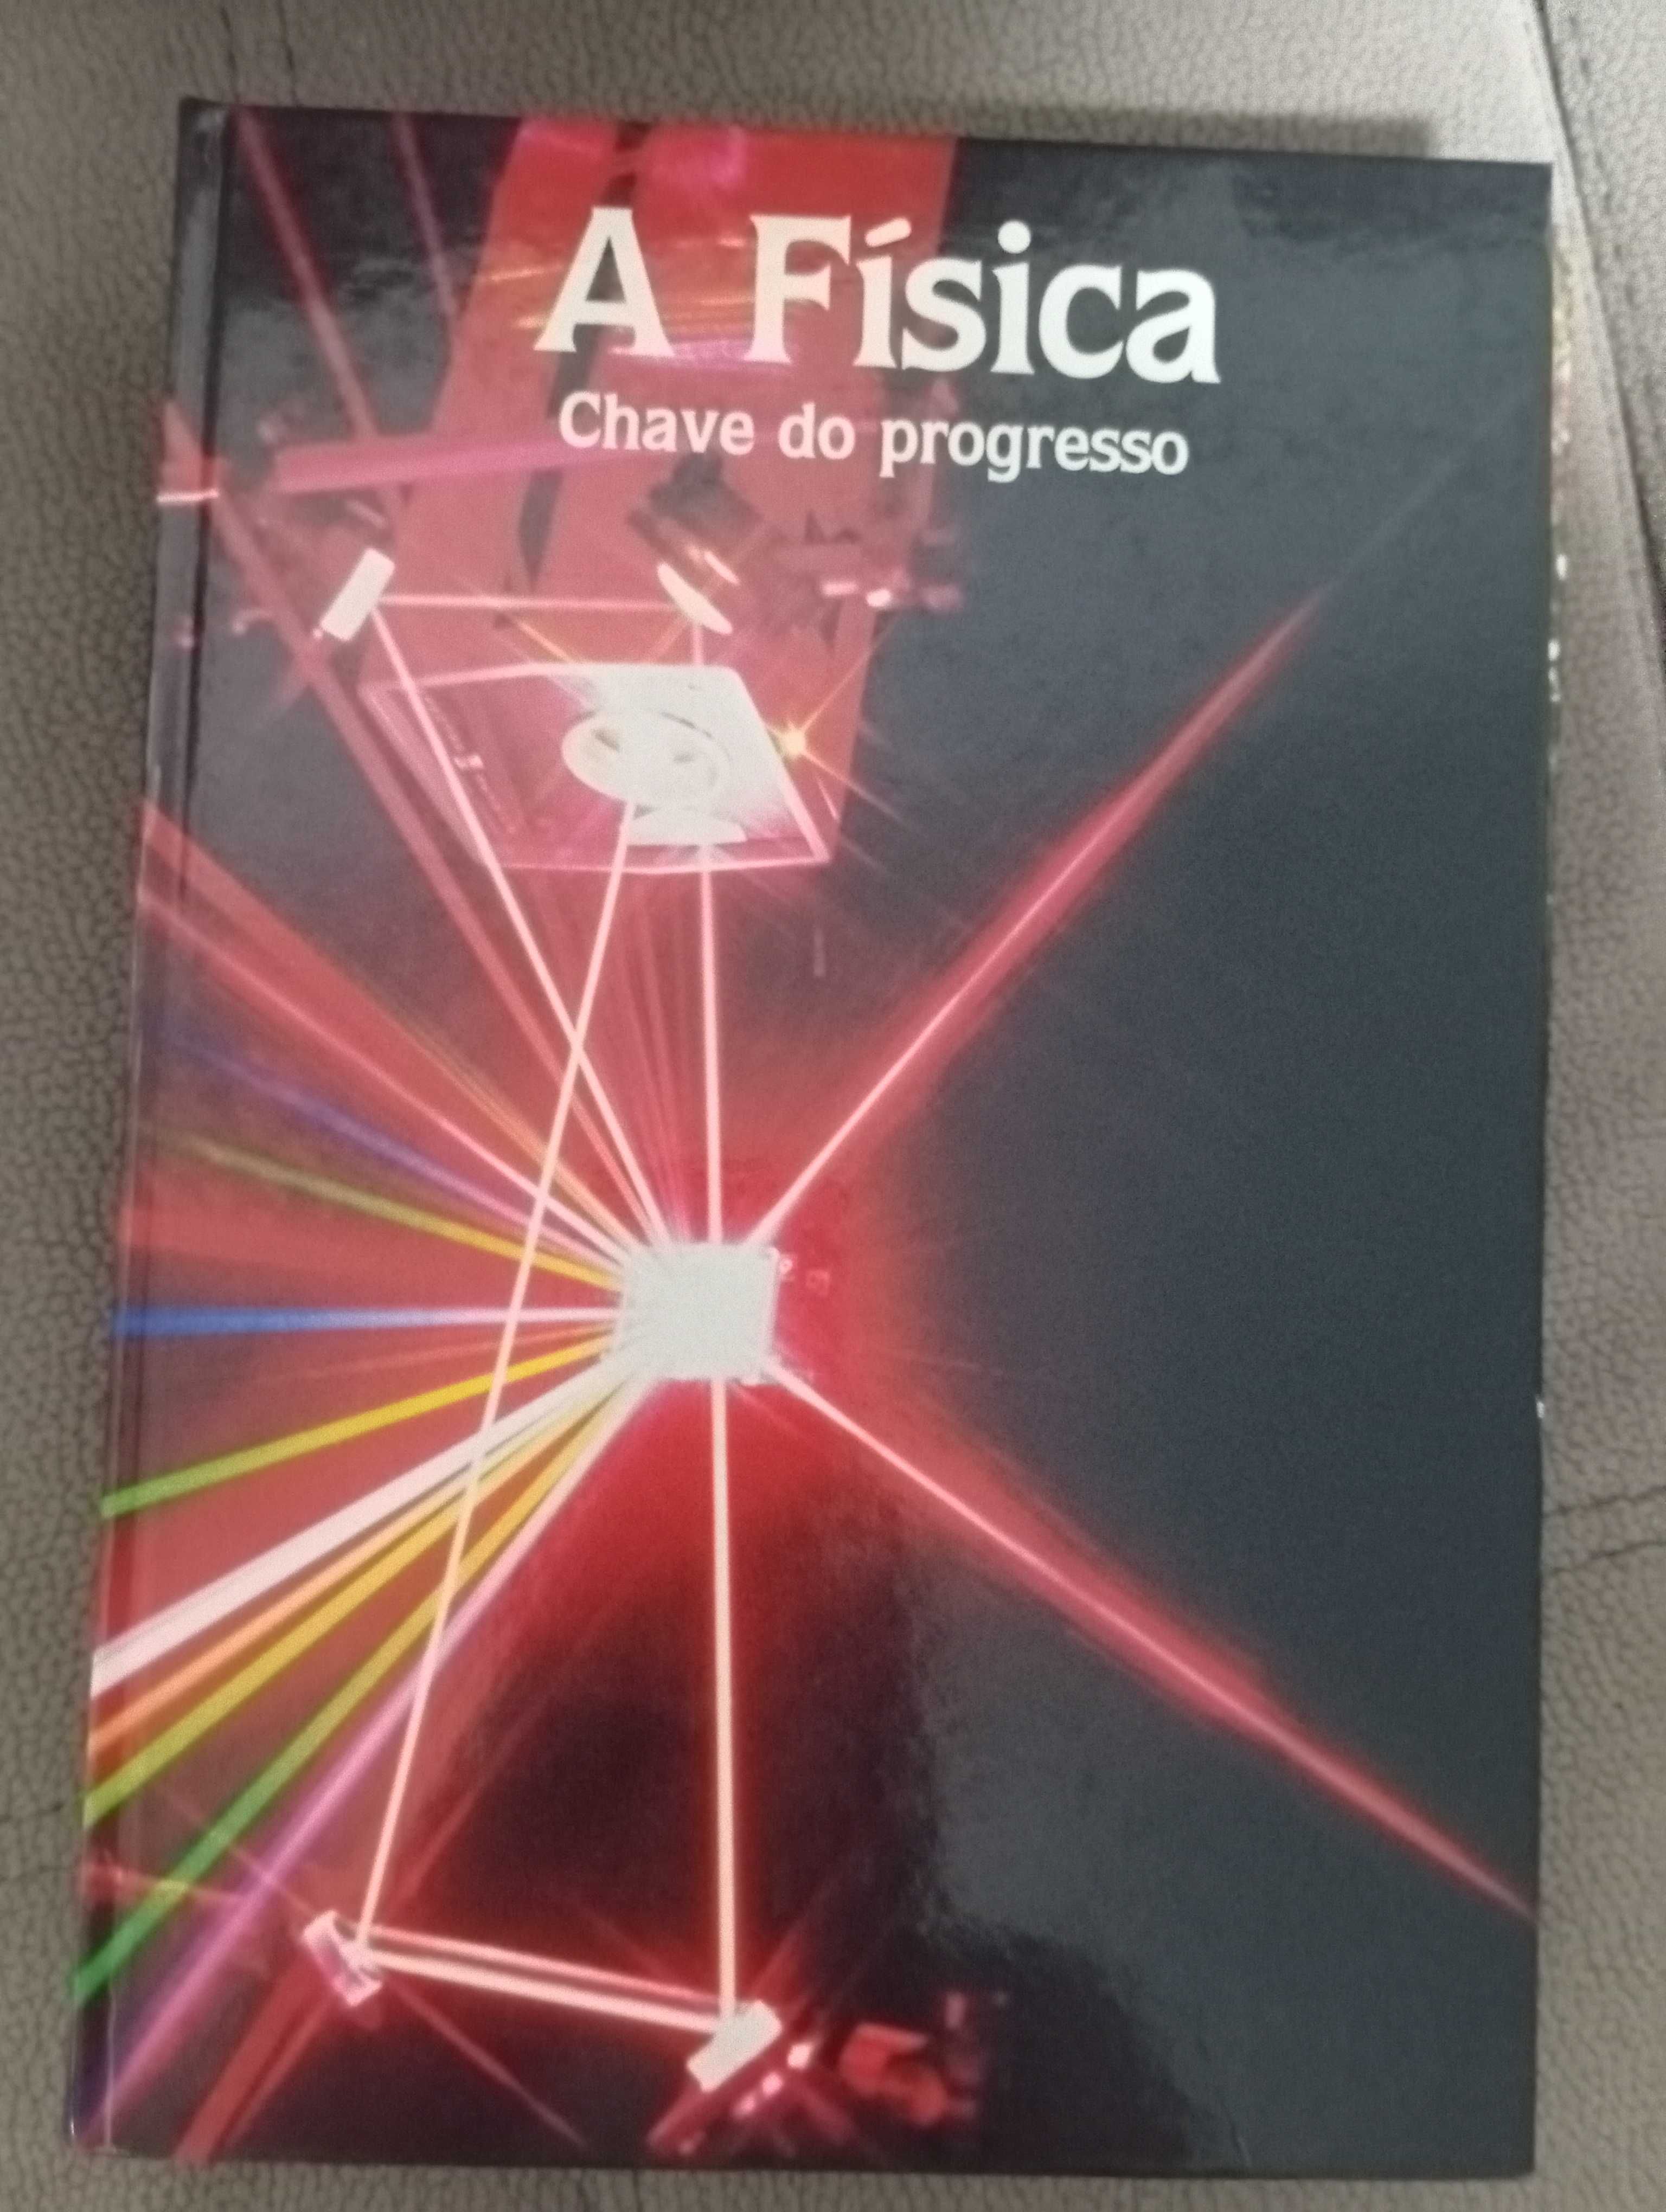 A Física
Chave do progresso